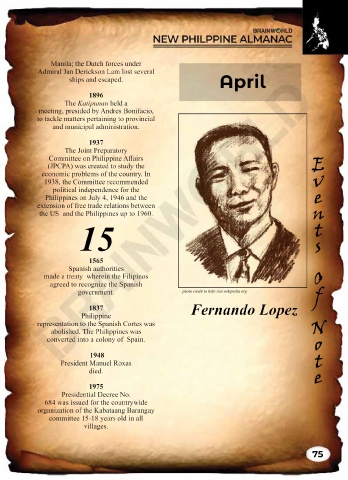 BRAINWORLD
NEW PHILPPINE ALMANAC
Manila; the Dutch forces under
Admiral Jan Derickson Lam lost several
ships and escaped.
1896
The Katipunan held a
meeting, presided by Andres Bonifacio,
to tackle matters pertaining to provincial
and municipal administration.
1937
The Joint Preparatory
Committee on Philippine Affairs
(JPCPA) was created to study the
economic problems of the country. In
1938, the Committee recommended
political independence for the
Philippines on July 4, 1946 and the
extension of free trade relations between
the US and the Philippines up to 1960.
15
1565
Spanish authorities
made a treaty wherein the Filipinos
agreed to recognize the Spanish
government
1837
Philippine
representation to the Spanish Cortes was
abolished. The Philippines was
converted into a colony of Spain.
1948
President Manuel Roxas
died.
1975
Presidential Decree No.
684 was issued for the countrywide
organization of the Kabataang Barangay
committee 15-18 years old in all
villages.
April
Fernando Lopez
Events Of Note
75
BRAINWORLD